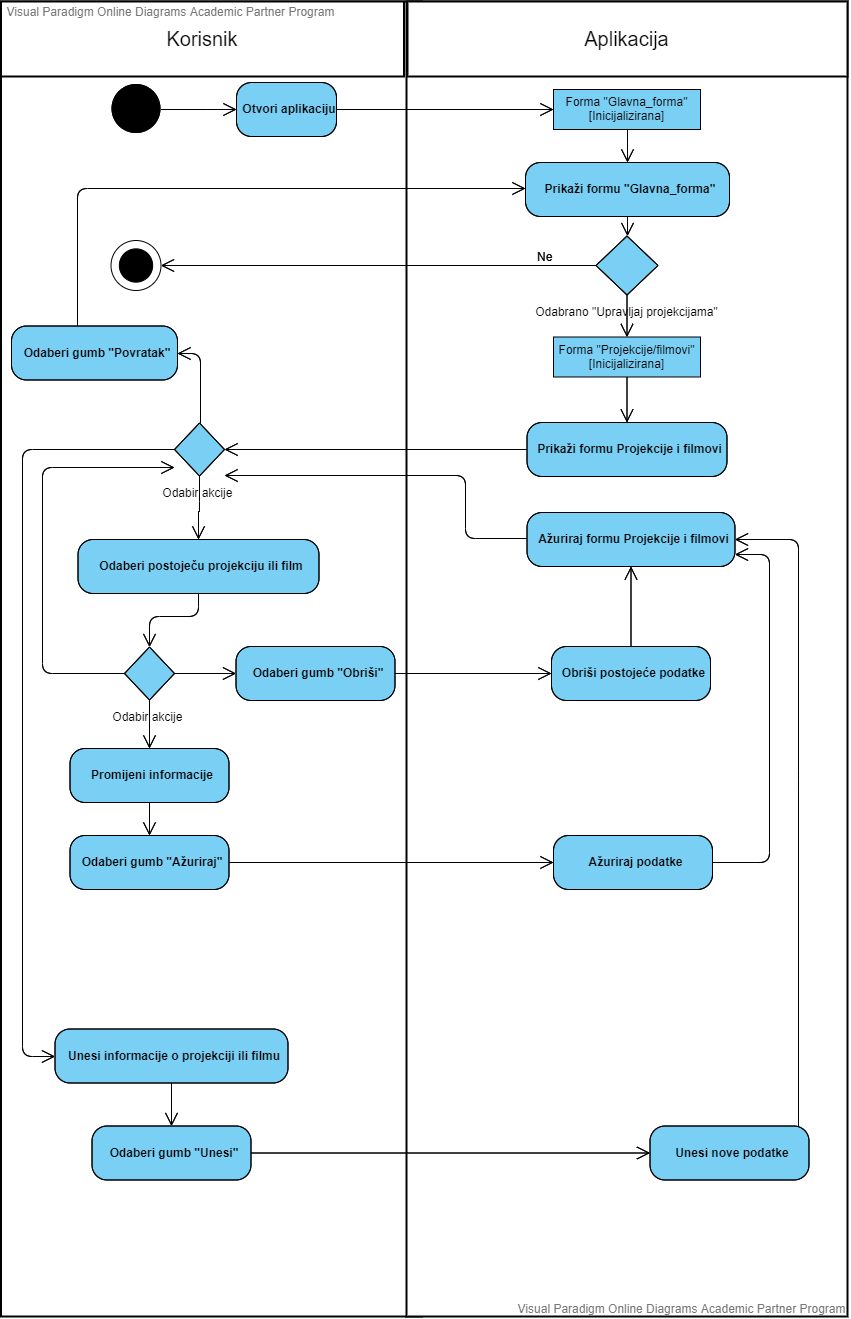 Visual Paradigm Online Diagrams Academic Partner Program
Korisnik
Aplikacija
Otvori aplikaciju
Forma "Glavna_forma"
[Inicijalizirana]
Prikaži formu "Glavna_forma"
Ne
Odabrano "Upravljaj projekcijama"
Odaberi gumb "Povratak"
Forma "Projekcije/filmovi"
[Inicijalizirana]
Prikaži formu Projekcije i filmovi
Odabir akcije
Ažuriraj formu Projekcije i filmovi
Odaberi postoječu projekciju ili film
Odaberi gumb "Obriši"
Obriši postojeće podatke
Odabir akcije
Promijeni informacije
Odaberi gumb "Ažuriraj"
Ažuriraj podatke
Unesi informacije o projekciji ili filmu
Odaberi gumb "Unesi"
Unesi nove podatke
Visual Paradigm Online Diagrams Academic Partner Program